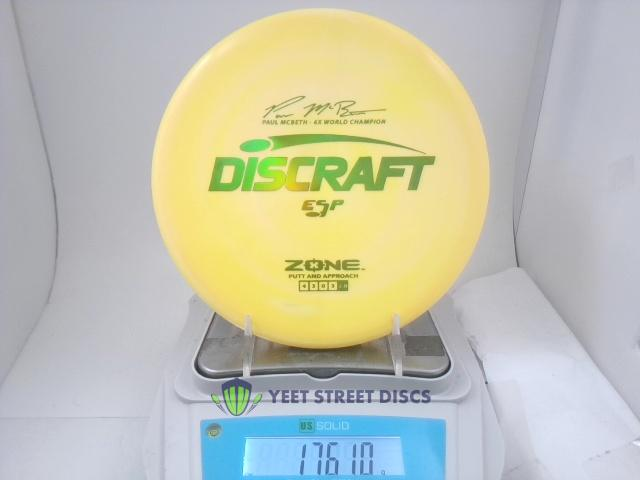 PAUL MCBETH - 6X WORLD CHAMPION
DISCRAFT
ESP
ZONE™
PUTT AND APPROACH
4 3 0 3
YEET STREET DISCS
US SOLID
176.10 g